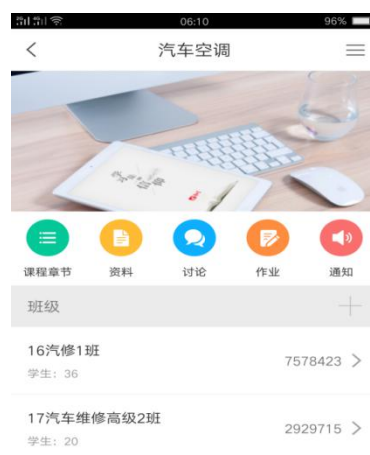 06:10
96%
汽车空调
课程章节
资料
讨论
作业
通知
班级
16汽修1班
7578423
学生：36
17汽车维修高级2班
2929715
学生：20